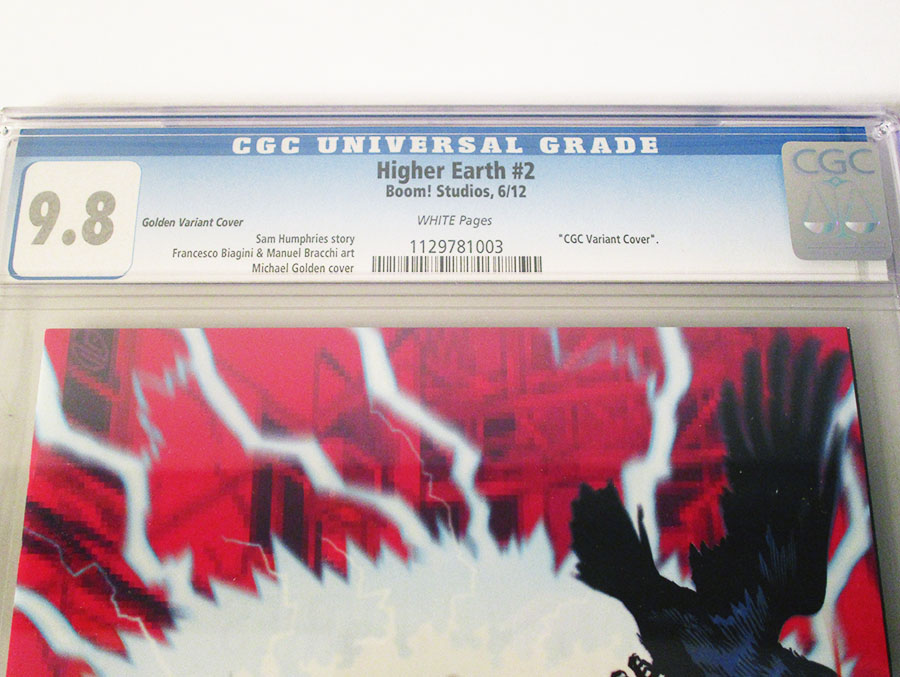 CGC UNIVERSAL GRADE
9.8
Higher Earth #2
Boom! Studios, 6/12
Golden Variant Cover
WHITE Pages
Sam Humphries story
Francesco Biagini & Manuel Bracchi art
Michael Golden cover
1129781003
"CGC Variant Cover".
CGC